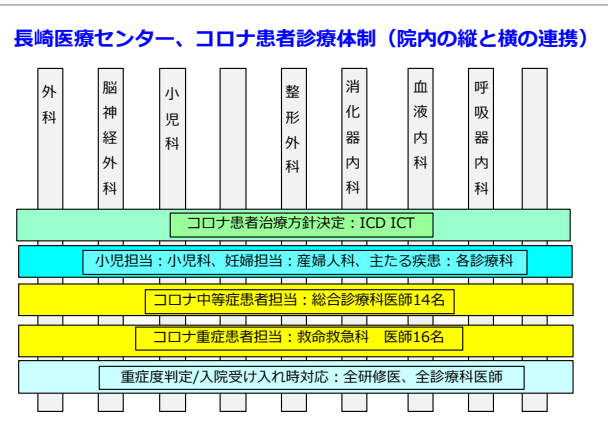 長崎医療センター、コロナ患者診療体制（院内の縦と横の連携）
外科
脳神経外科
小児科
整形外科
消化器内科
血液内科
呼吸器内科
コロナ患者治療方針決定：ICD ICT
小児担当：小児科、妊婦担当：産婦人科、主たる疾患：各診療科
コロナ中等症患者担当：総合診療科医師14名
コロナ重症患者担当：救命救急科　医師16名
重症度判定/入院受け入れ時対応：全研修医、全診療科医師